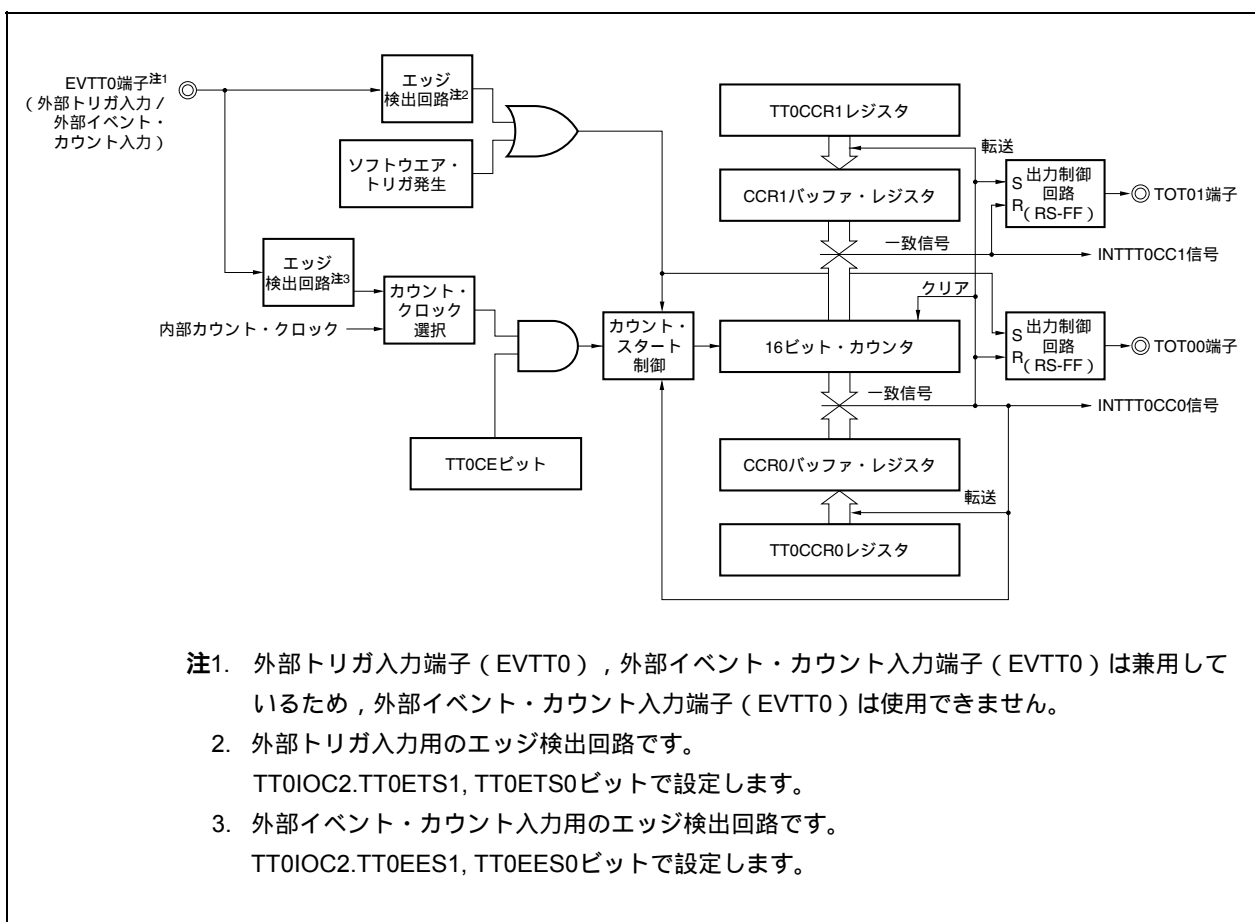 EVTT0端子注1
（外部トリガ入力／
外部イベント・
カウント入力）
エッジ
検出回路注2
ソフトウエア・
トリガ発生
エッジ
検出回路注3
内部カウント・クロック
カウント・
クロック
選択
TT0CEビット
カウント・
スタート
制御
TT0CCR1レジスタ
転送
CCR1バッファ・レジスタ
一致信号
クリア
16ビット・カウンタ
一致信号
CCR0バッファ・レジスタ
転送
TT0CCR0レジスタ
S 出力制御
回路
R（RS-FF）
TOT01端子
INTTT0CC1信号
S 出力制御
回路
R（RS-FF）
TOT00端子
INTTT0CC0信号
注1. 外部トリガ入力端子（EVTT0），外部イベント・カウント入力端子（EVTT0）は兼用して
いるため，外部イベント・カウント入力端子（EVTT0）は使用できません。
2. 外部トリガ入力用のエッジ検出回路です。
TT0IOC2.TT0ETS1, TT0ETS0ビットで設定します。
3. 外部イベント・カウント入力用のエッジ検出回路です。
TT0IOC2.TT0EES1, TT0EES0ビットで設定します。